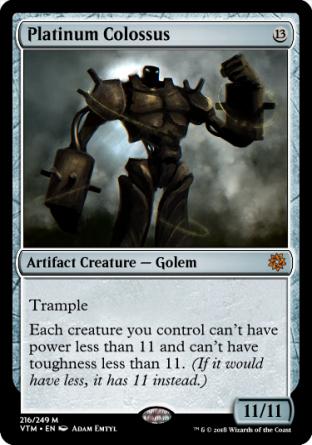 Platinum Colossus 13
Artifact Creature — Golem
Trample
Each creature you control can't have
power less than 11 and can't have
toughness less than 11. (If it would
have less, it has 11 instead.)
11/11
216/249 M
VTM • EN Adam Emtyl
™ & © 2018 Wizards of the Coast